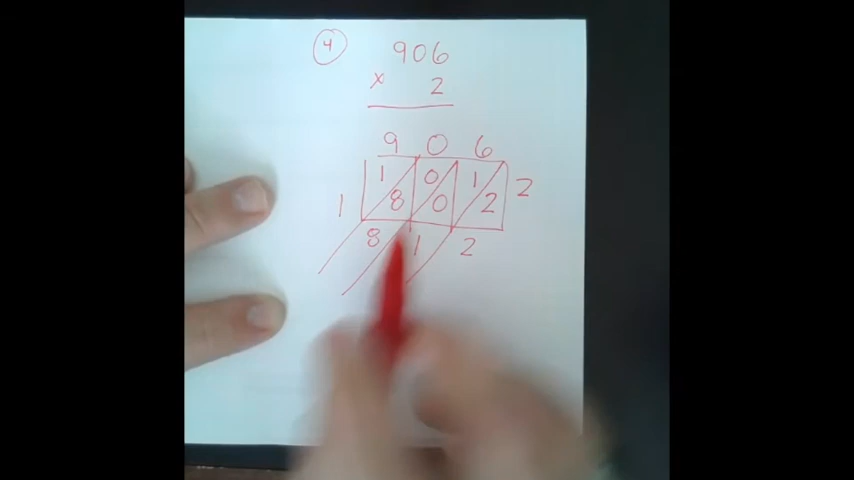 4 906
x 2
9 0 6
1 0 1 2
1 8 0 2
8 1 2